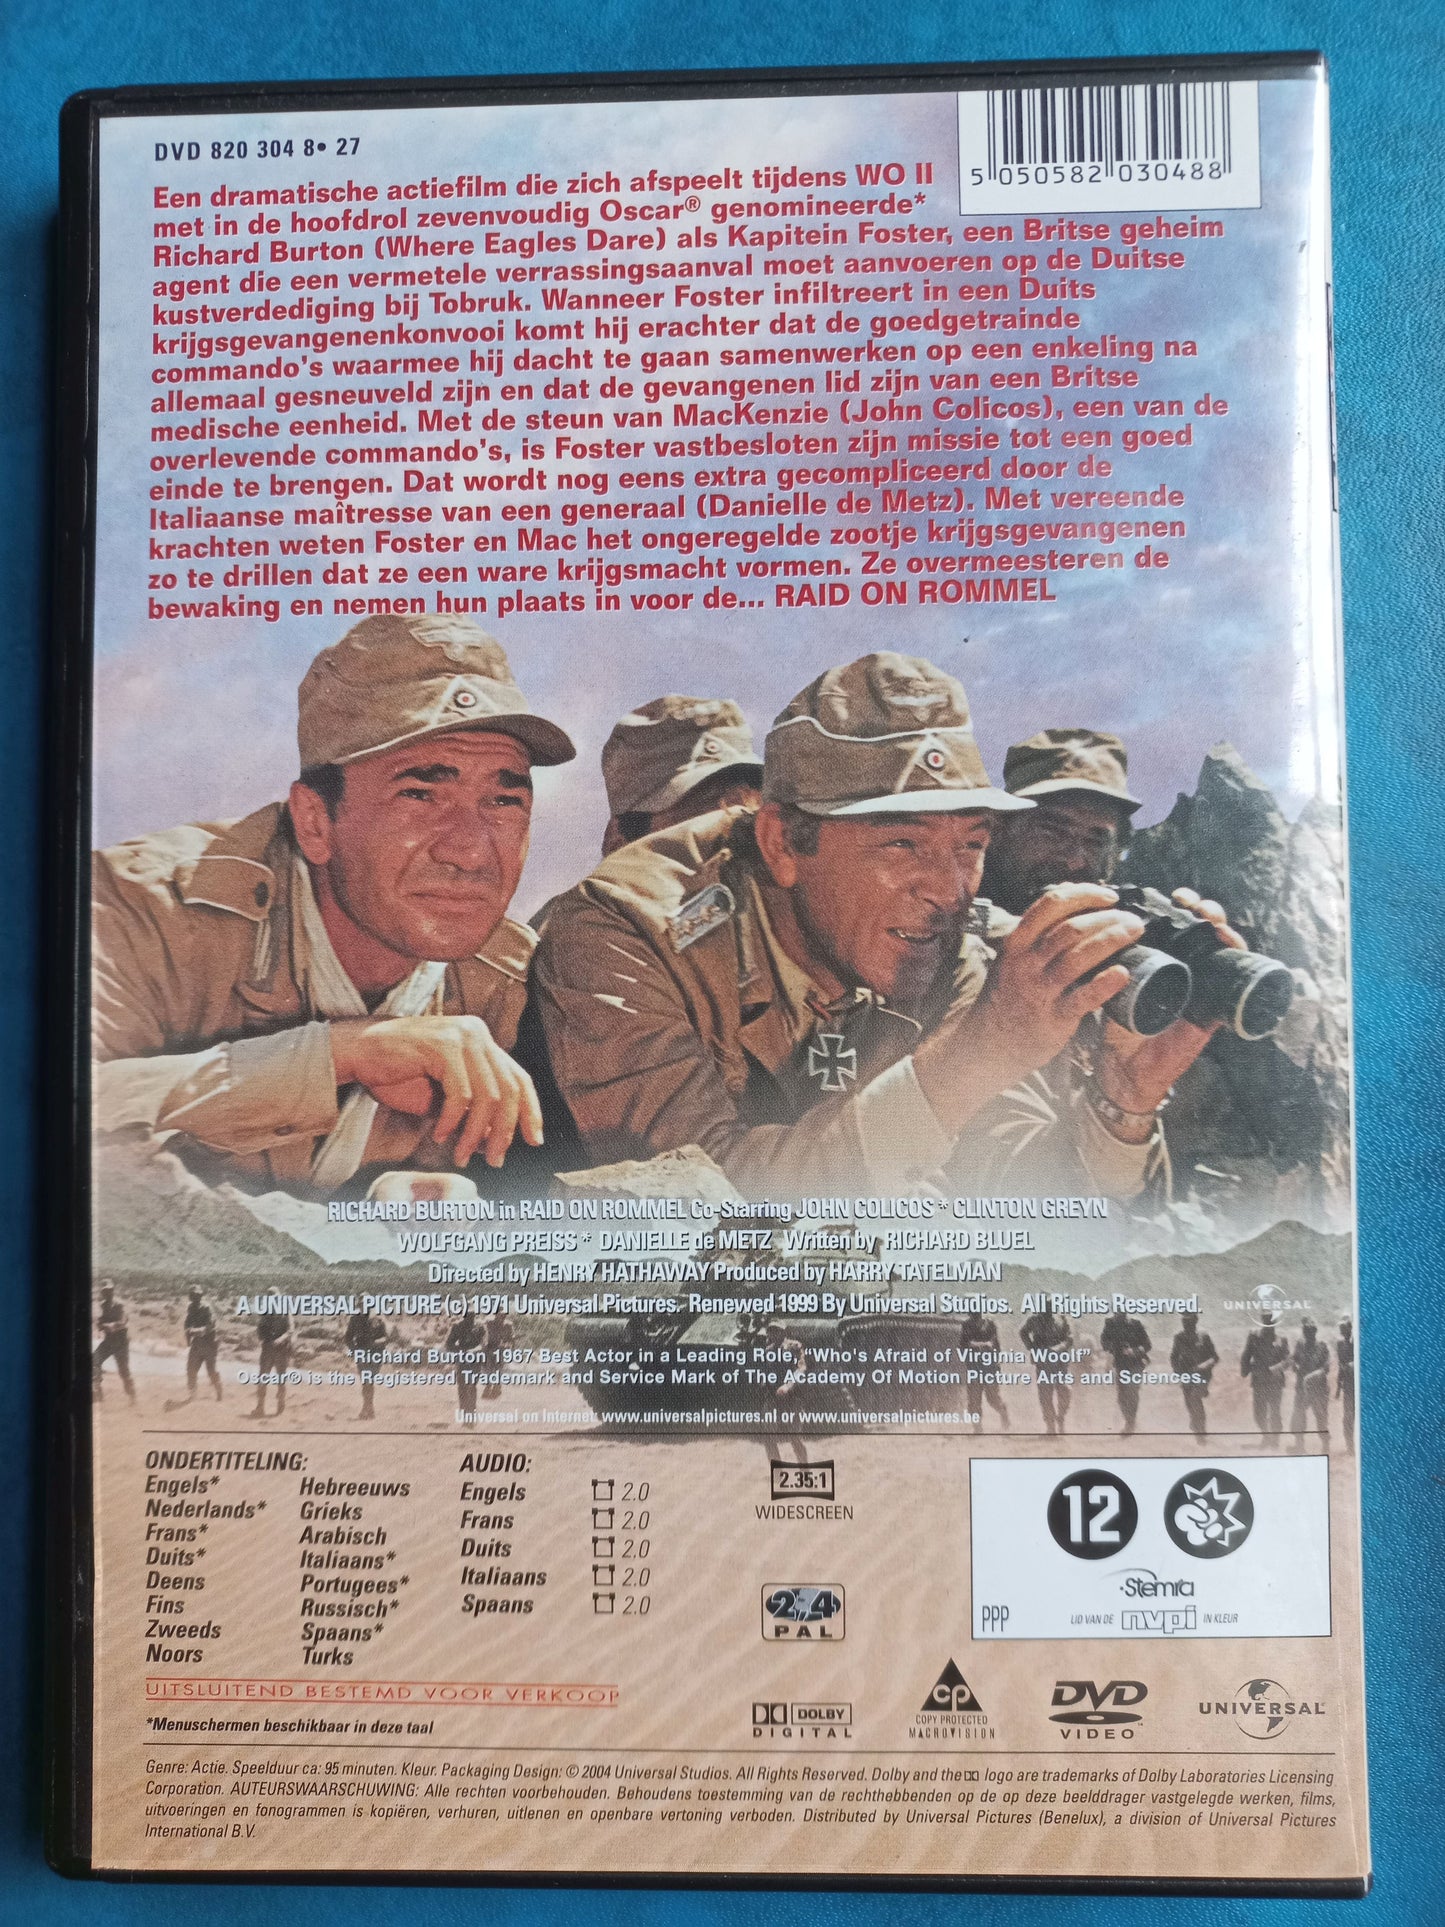 DVD 820 304 8• 27
5 050582 030488
Een dramatische actiefilm die zich afspeelt tijdens WO II
met in de hoofdrol zevenvoudig Oscar® genomineerde*
Richard Burton (Where Eagles Dare) als Kapitein Foster, een Britse geheim
agent die een vermetele verrassingsaanval moet aanvoeren op de Duitse
kustverdediging bij Tobruk. Wanneer Foster infiltreert in een Duits
krijgsgevangenenkonvooi komt hij erachter dat de goedgetrainde
commando's waarmee hij dacht te gaan samenwerken op een enkeling na
allemaal gesneuveld zijn en dat de gevangenen lid zijn van een Britse
medische eenheid. Met de steun van MacKenzie (John Colicos), een van de
overlevende commando's, is Foster vastbesloten zijn missie tot een goed
einde te brengen. Dat wordt nog eens extra gecompliceerd door de
Italiaanse maîtresse van een generaal (Danielle de Metz). Met vereende
krachten weten Foster en Mac het ongeregelde zootje krijgsgevangenen
zo te drillen dat ze een ware krijgsmacht vormen. Ze overmeesteren de
bewaking en nemen hun plaats in voor de... RAID ON ROMMEL
RICHARD BURTON in RAID ON ROMMEL Co-Starring JOHN COLICOS * CLINTON GREYN
WOLFGANG PREISS * DANIELLE de METZ Written by RICHARD BLUEL
Directed by HENRY HATHAWAY Produced by HARRY TATELMAN
A UNIVERSAL PICTURE (c) 1971 Universal Pictures. Renewed 1999 By Universal Studios. All Rights Reserved.
UNIVERSAL
*Richard Burton 1967 Best Actor in a Leading Role, "Who's Afraid of Virginia Woolf"
Oscar® is the Registered Trademark and Service Mark of The Academy Of Motion Picture Arts and Sciences.
Universal on Internet: www.universalpictures.nl or www.universalpictures.be
ONDERTITELING:
Engels*
Nederlands*
Frans*
Duits*
Deens
Fins
Zweeds
Noors
Hebreeuws
Grieks
Arabisch
Italiaans*
Portugees*
Russisch*
Spaans*
Turks
AUDIO:
Engels 2.0
Frans 2.0
Duits 2.0
Italiaans 2.0
Spaans 2.0
2.35:1
WIDESCREEN
2 4
PAL
12
Stemra
PPP
LID VAN DE nvpi IN KLEUR
UITSLUITEND BESTEMD VOOR VERKOOP
*Menuschermen beschikbaar in deze taal
DOLBY
DIGITAL
CP
COPY PROTECTED
MACROVISION
DVD
VIDEO
UNIVERSAL
Genre: Actie. Speelduur ca: 95 minuten. Kleur. Packaging Design: © 2004 Universal Studios. All Rights Reserved. Dolby and the logo are trademarks of Dolby Laboratories Licensing
Corporation. AUTEURSWAARSCHUWING: Alle rechten voorbehouden. Behoudens toestemming van de rechthebbenden op de op deze beelddrager vastgelegde werken, films,
uitvoeringen en fonogrammen is kopiëren, verhuren, uitlenen en openbare vertoning verboden. Distributed by Universal Pictures (Benelux), a division of Universal Pictures
International B.V.